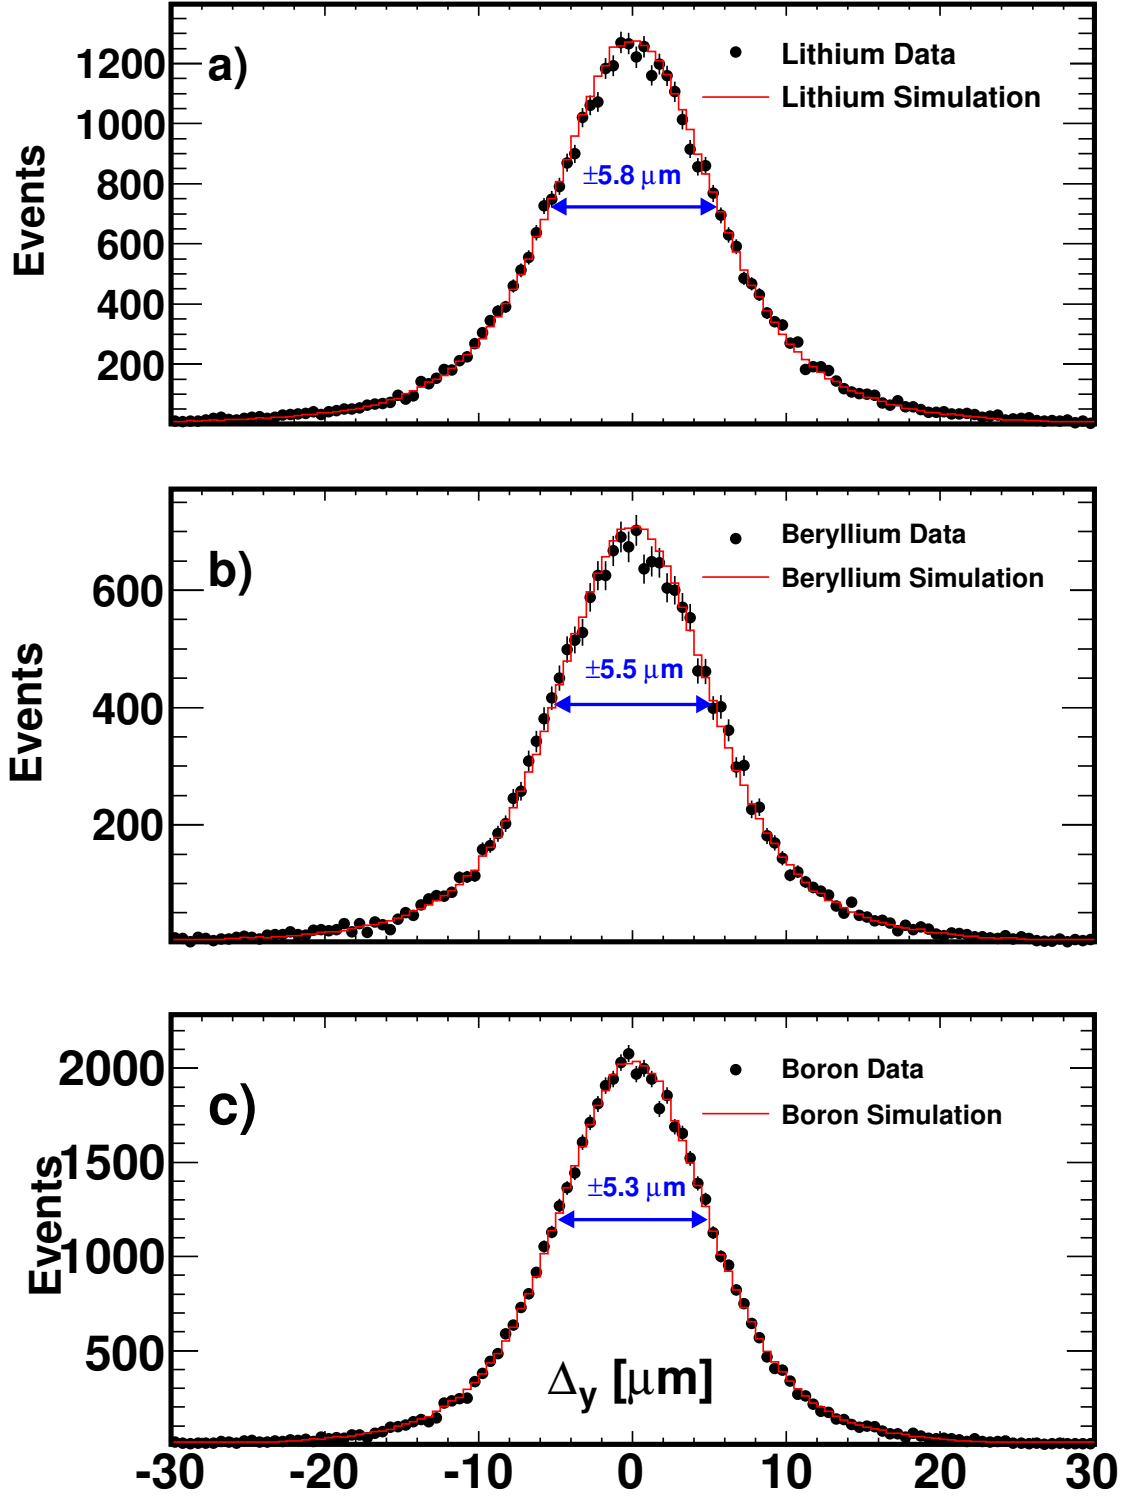 a)
Lithium Data
Lithium Simulation
±5.8 μm
Events
1200
1000
800
600
400
200
b)
Beryllium Data
Beryllium Simulation
±5.5 μm
Events
600
400
200
c)
Boron Data
Boron Simulation
±5.3 μm
Events
2000
1500
1000
500
Δy [μm]
-30 -20 -10 0 10 20 30